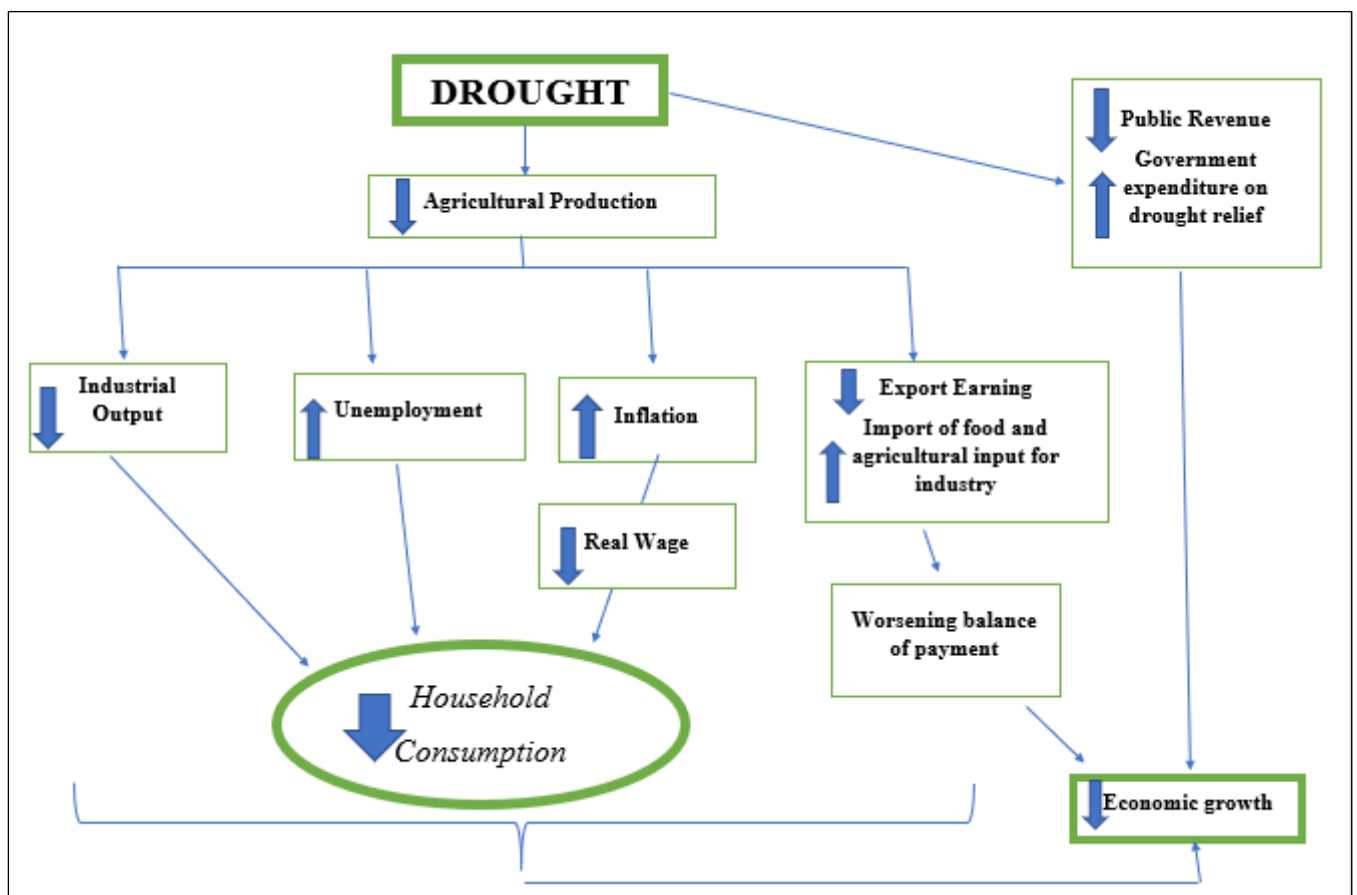 DROUGHT
Public Revenue
Government
expenditure on
drought relief
Agricultural Production
Industrial
Output
Unemployment
Inflation
Export Earning
Import of food and
agricultural input for
industry
Real Wage
Worsening balance
of payment
Household
Consumption
Economic growth